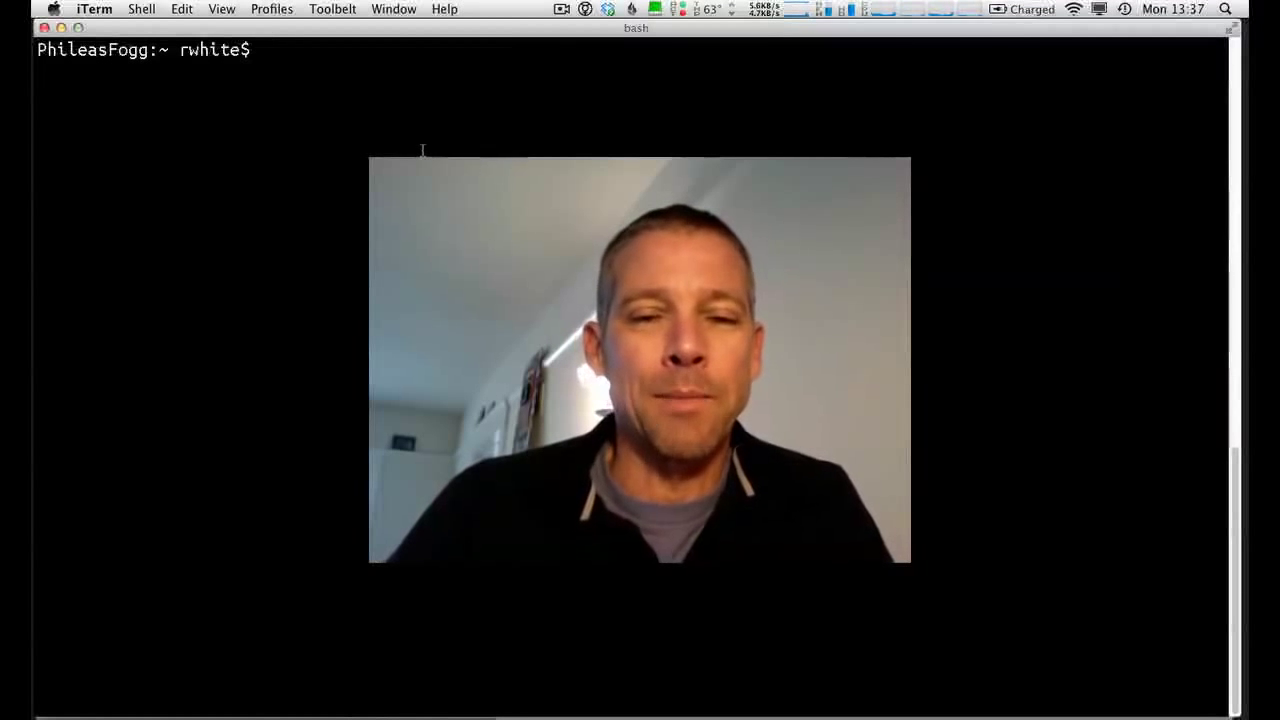 iTerm Shell Edit View Profiles Toolbelt Window Help 63° 5.6KB/s 4.7KB/s Charged Mon 13:37
bash
PhileasFogg:~ rwhite$